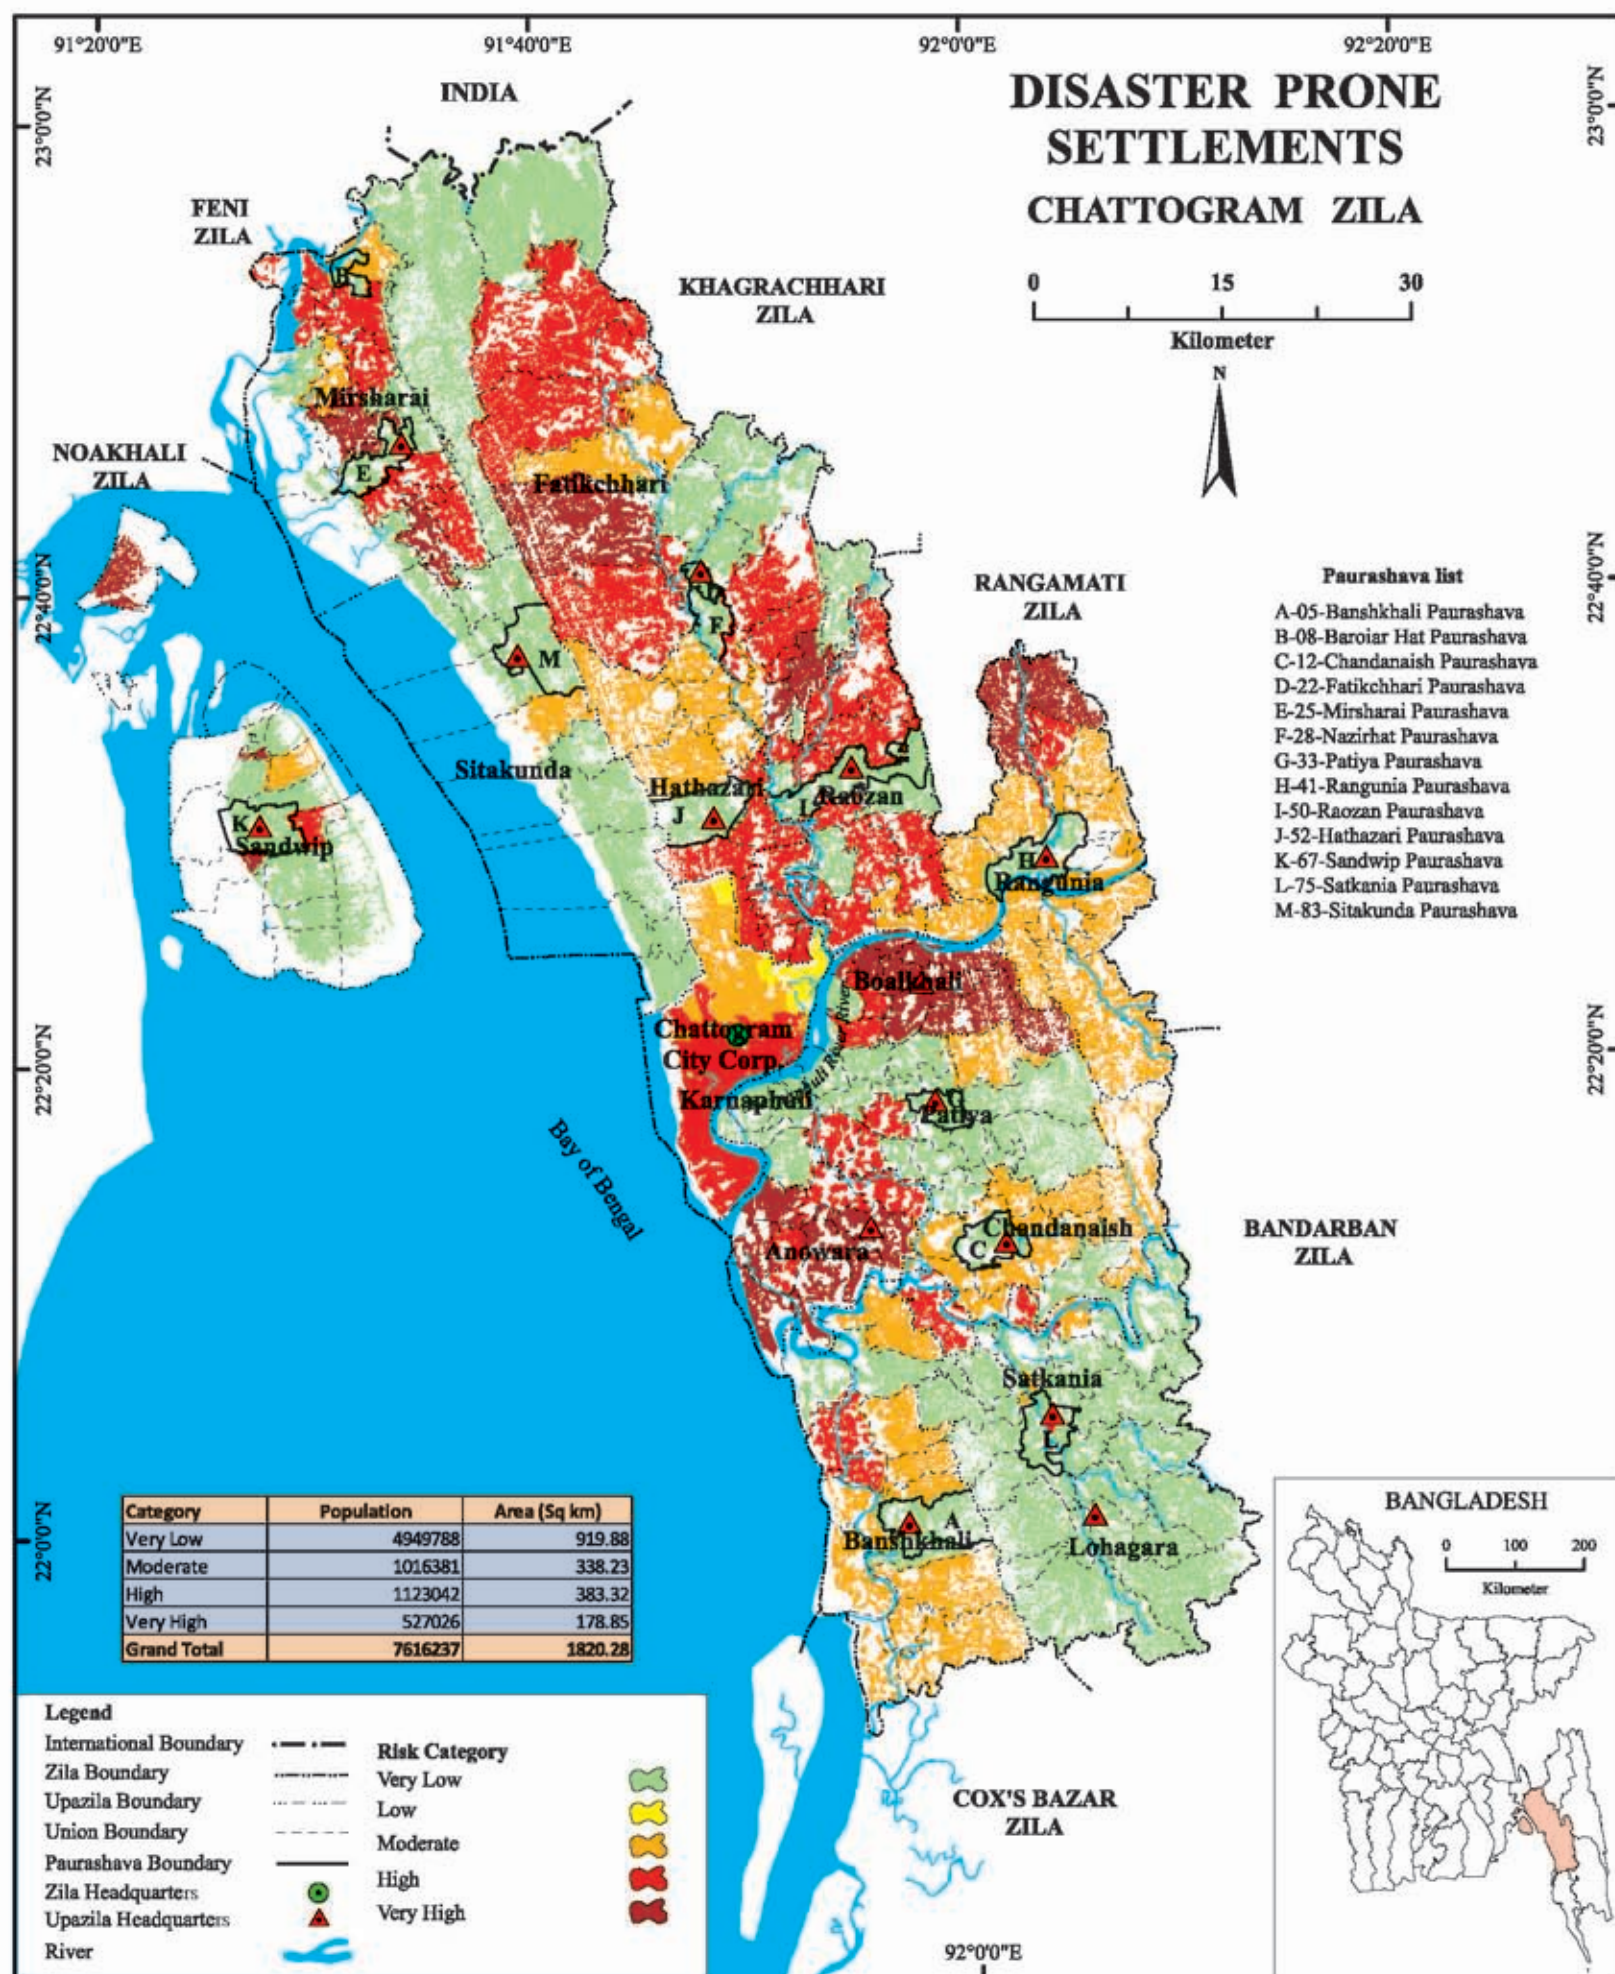 91°20'0"E 91°40'0"E 92°0'0"E 92°20'0"E
23°0'0"N
23°0'0"N
INDIA
DISASTER PRONE
SETTLEMENTS
CHATTOGRAM ZILA
FENI
ZILA
KHAGRACHHARI
ZILA
0 15 30
Kilometer
N
B
Mirsharai
E
NOAKHALI
ZILA
Fatikchhari
22°40'0"N
22°40'0"N
RANGAMATI
ZILA
Paurashava list
A-05-Banshkhali Paurashava
B-08-Baroiar Hat Paurashava
C-12-Chandanaish Paurashava
D-22-Fatikchhari Paurashava
E-25-Mirsharai Paurashava
F-28-Nazirhat Paurashava
G-33-Patiya Paurashava
H-41-Rangunia Paurashava
I-50-Raozan Paurashava
J-52-Hathazari Paurashava
K-67-Sandwip Paurashava
L-75-Satkania Paurashava
M-83-Sitakunda Paurashava
D
F
M
Sitakunda
Hathazari
J
I
Raozan
K
Sandwip
H
Rangunia
Boalkhali
Chattogram
City Corp.
River
Karnaphuli
G
Patiya
22°20'0"N
22°20'0"N
Bay of Bengal
Chandanaish
C
Anowara
BANDARBAN
ZILA
Satkania
L
A
Banshkhali
Lohagara
22°0'0"N
Category Population Area (Sq km)
Very Low 4949788 919.88
Moderate 1016381 338.23
High 1123042 383.32
Very High 527026 178.85
Grand Total 7616237 1820.28
BANGLADESH
0 100 200
Kilometer
COX'S BAZAR
ZILA
Legend
International Boundary
Zila Boundary
Upazila Boundary
Union Boundary
Paurashava Boundary
Zila Headquarters
Upazila Headquarters
River
Risk Category
Very Low
Low
Moderate
High
Very High
92°0'0"E